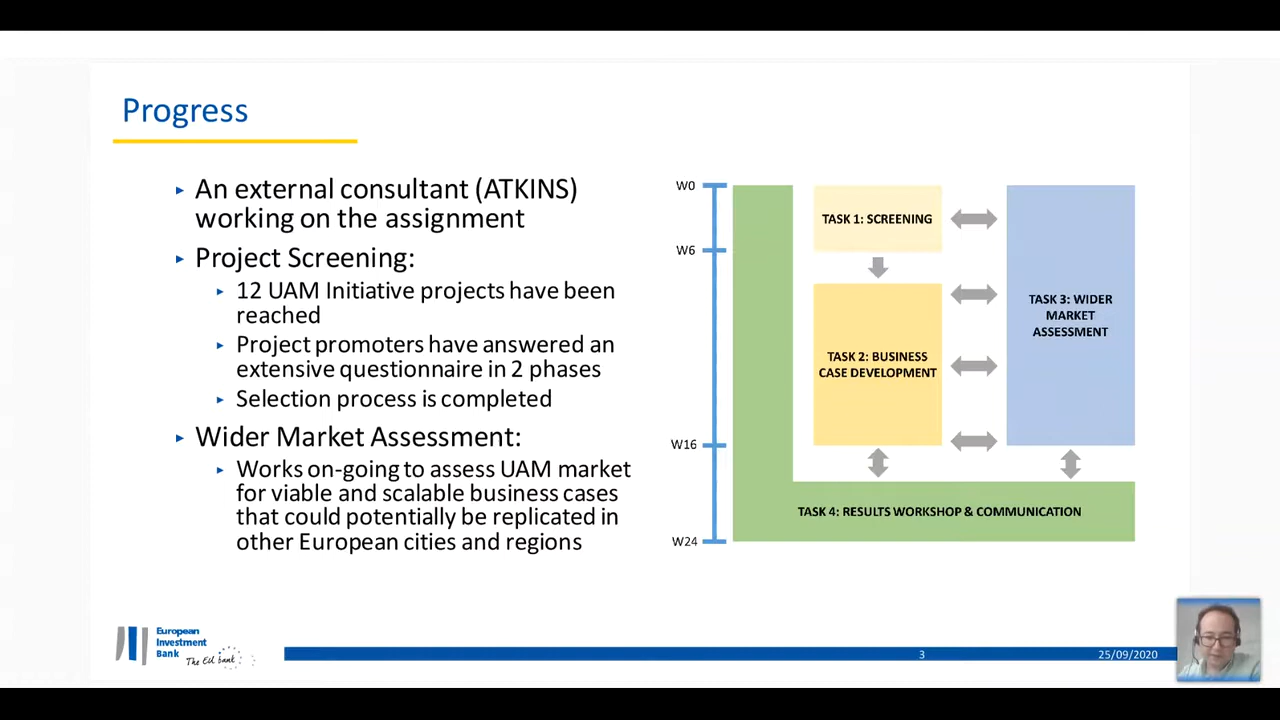 Progress
▸ An external consultant (ATKINS)
working on the assignment
▸ Project Screening:
▸ 12 UAM Initiative projects have been
reached
▸ Project promoters have answered an
extensive questionnaire in 2 phases
▸ Selection process is completed
▸ Wider Market Assessment:
▸ Works on-going to assess UAM market
for viable and scalable business cases
that could potentially be replicated in
other European cities and regions
W0
W6
W16
W24
TASK 1: SCREENING
TASK 2: BUSINESS
CASE DEVELOPMENT
TASK 3: WIDER
MARKET
ASSESSMENT
TASK 4: RESULTS WORKSHOP & COMMUNICATION
European
Investment
Bank
The EU bank
3
25/09/2020